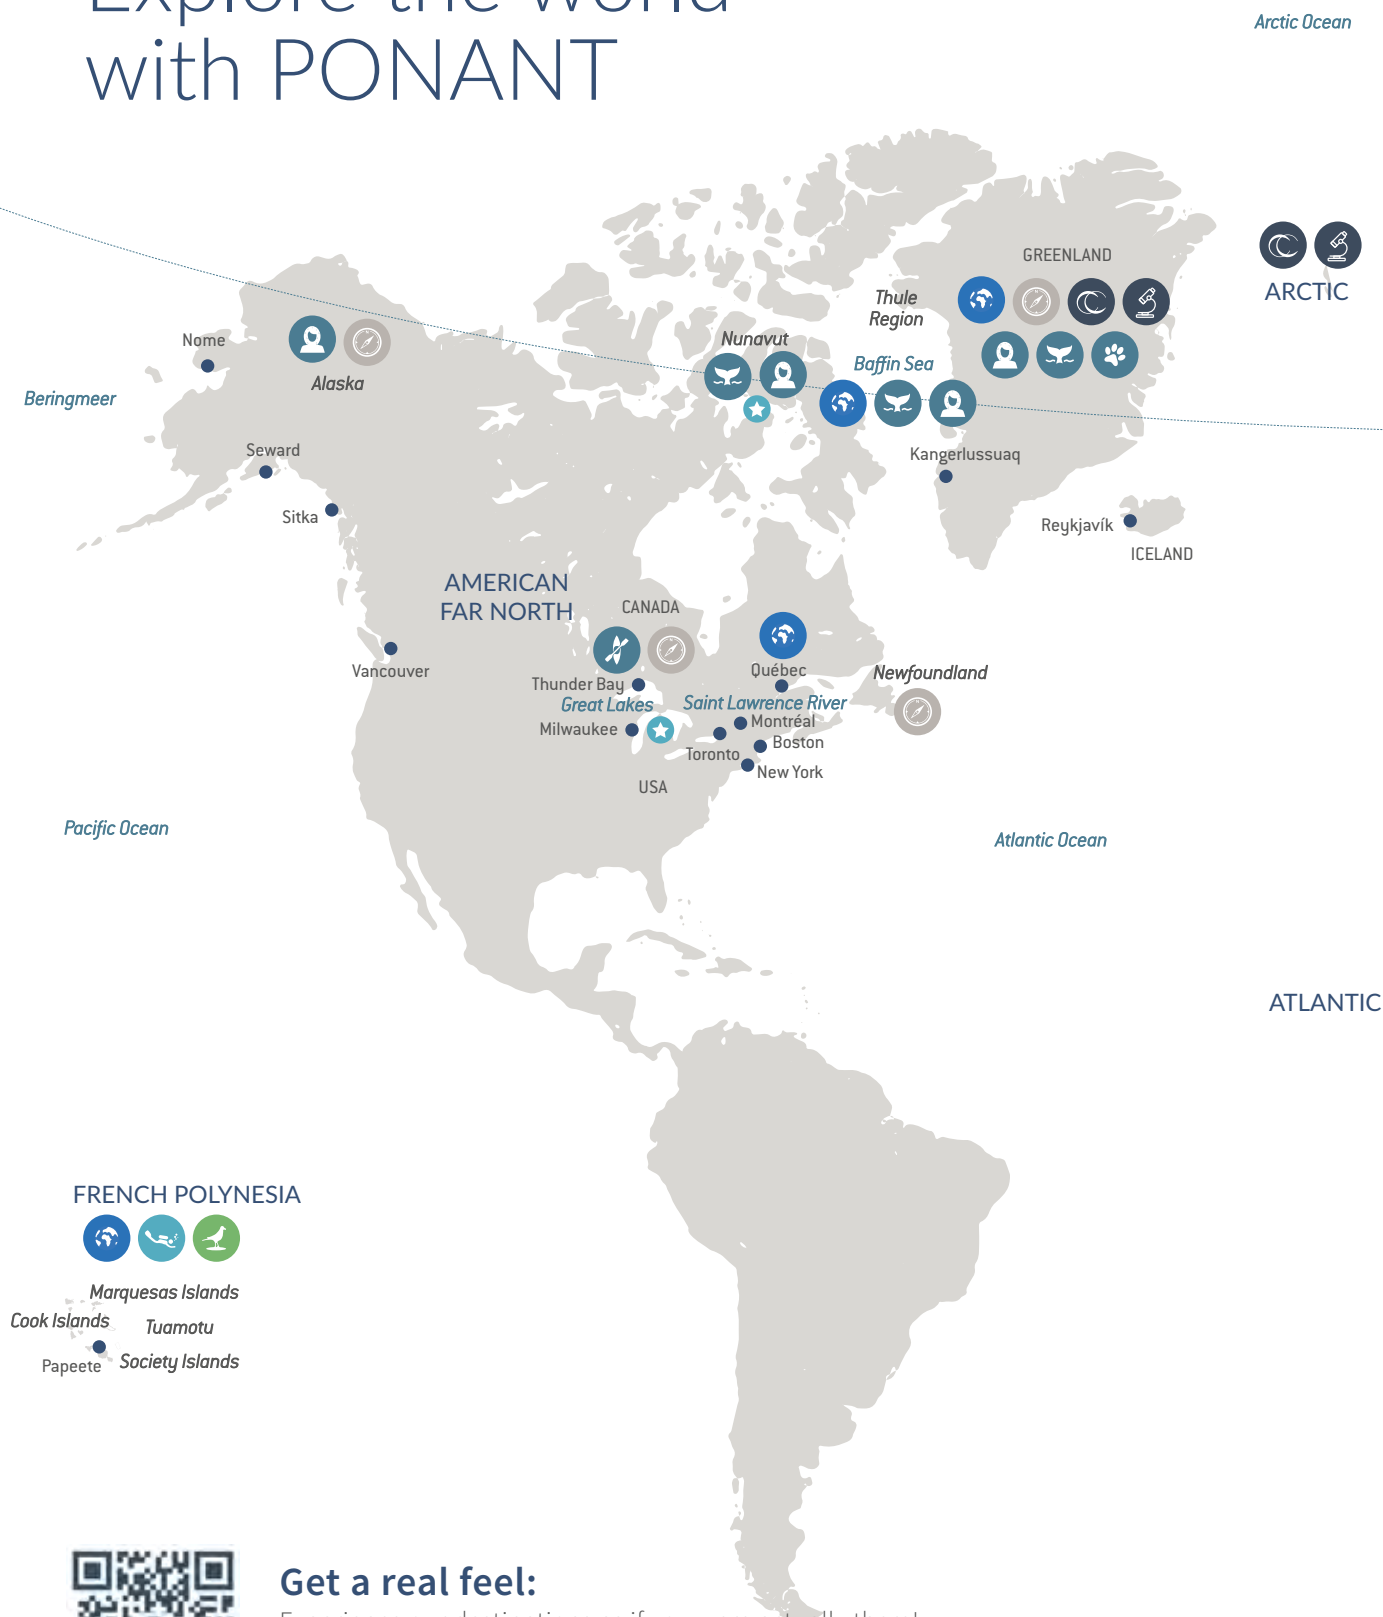 Explore the world
with PONANT
Arctic Ocean
GREENLAND
ARCTIC
Thule
Region
Nome
Nunavut
Baffin Sea
Alaska
Beringmeer
Seward
Kangerlussuaq
Sitka
Reykjavík
ICELAND
AMERICAN
FAR NORTH
CANADA
Vancouver
Québec
Newfoundland
Thunder Bay
Great Lakes
Saint Lawrence River
Milwaukee
Montréal
Toronto
Boston
New York
USA
Pacific Ocean
Atlantic Ocean
ATLANTIC
FRENCH POLYNESIA
Marquesas Islands
Cook Islands
Tuamotu
Papeete
Society Islands
Get a real feel: